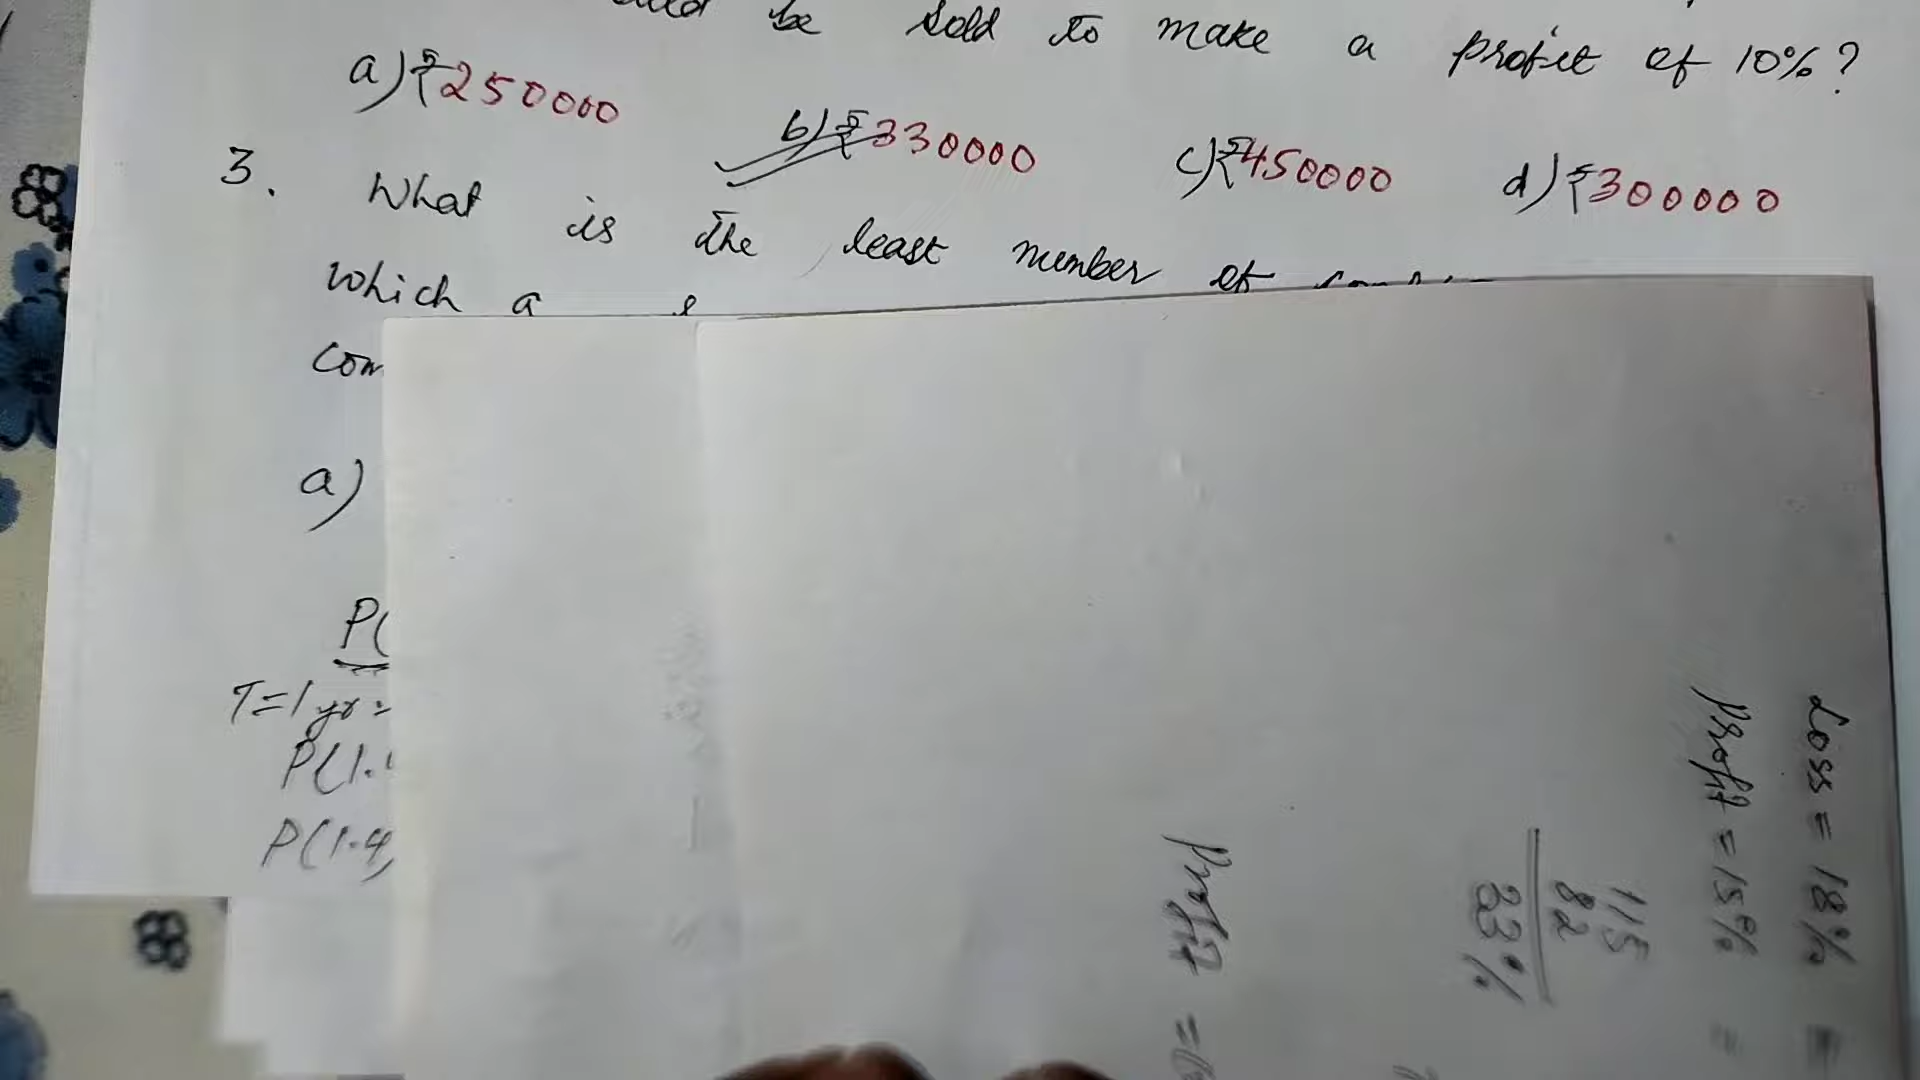 be sold to make a profit of 10%?
a) ₹250000 b) ₹330000 c) ₹450000 d) ₹300000
3. What is the least number of
which a
com
a)
P(
T=1 yr=
P(1.
P(1.4
Loss = 18% =
Profit = 15% =
115
82
33%
Profit =